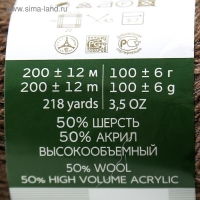 © sima-land.ru
200 ± 12 м 100 ± 6 г
200 ± 12 m 100 ± 6 g
218 yards 3,5 OZ
50% ШЕРСТЬ
50% АКРИЛ
ВЫСОКООБЪЕМНЫЙ
50% WOOL
50% HIGH VOLUME ACRYLIC